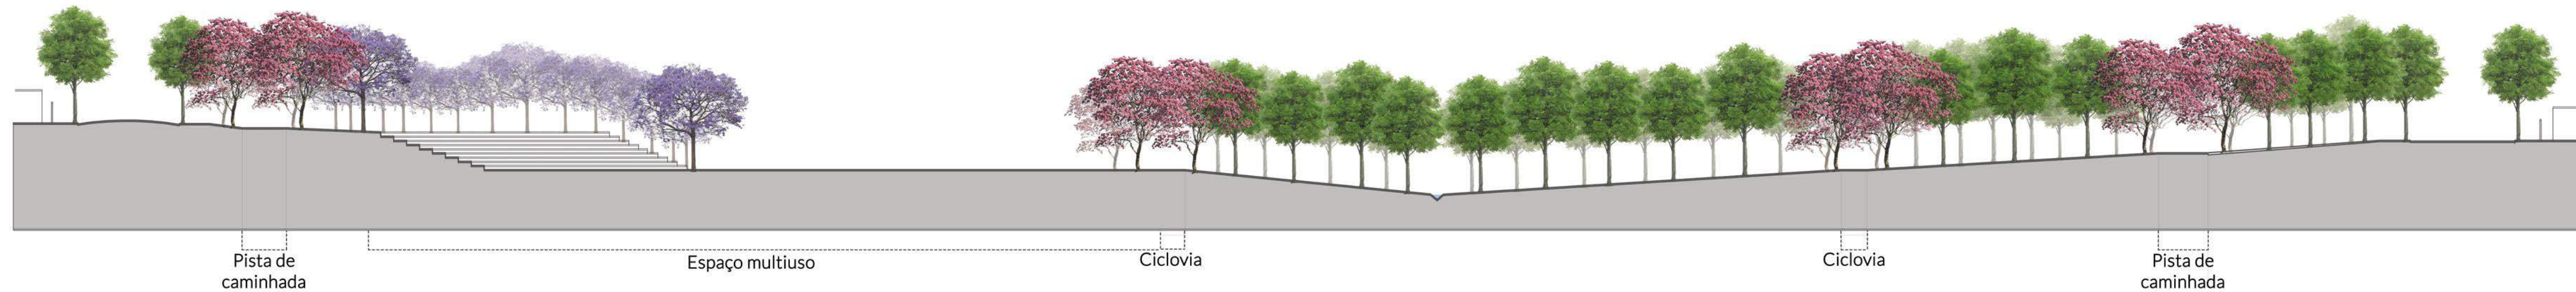 Pista de
caminhada
Espaço multiuso
Ciclovia
Ciclovia
Pista de
caminhada